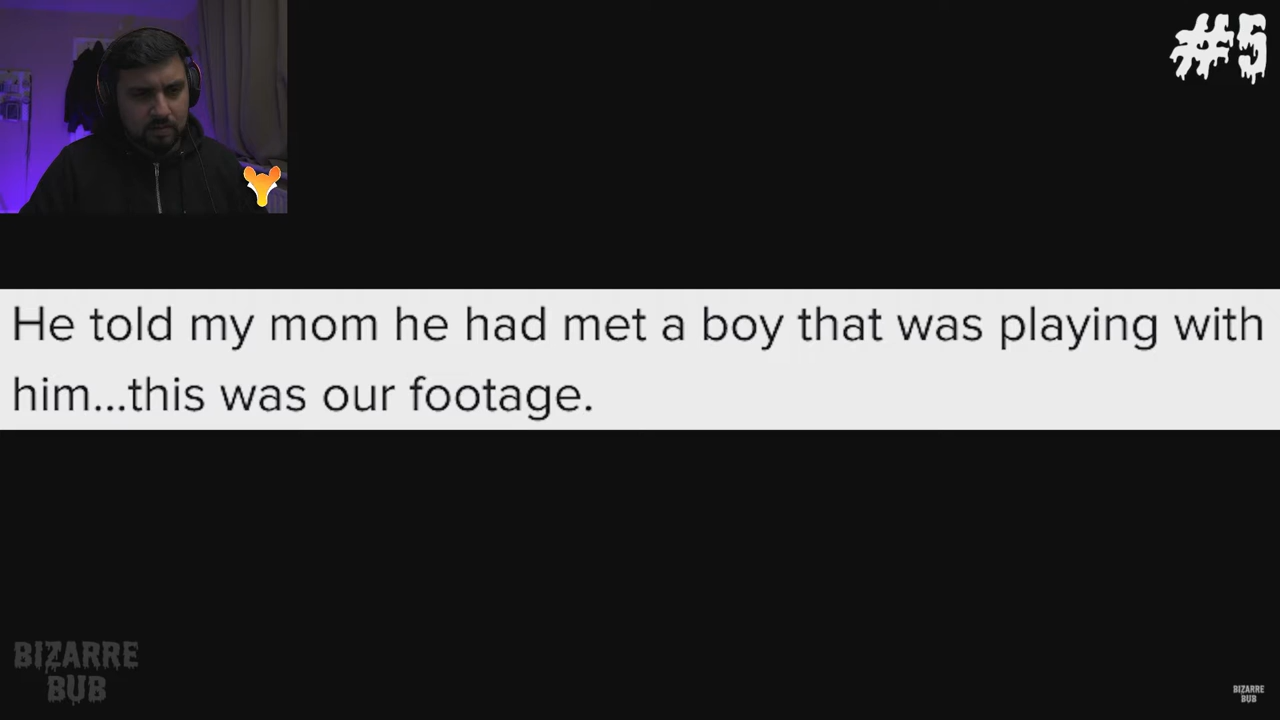 #5
He told my mom he had met a boy that was playing with
him...this was our footage.
BIZARRE
BUB
BIZARRE
BUB